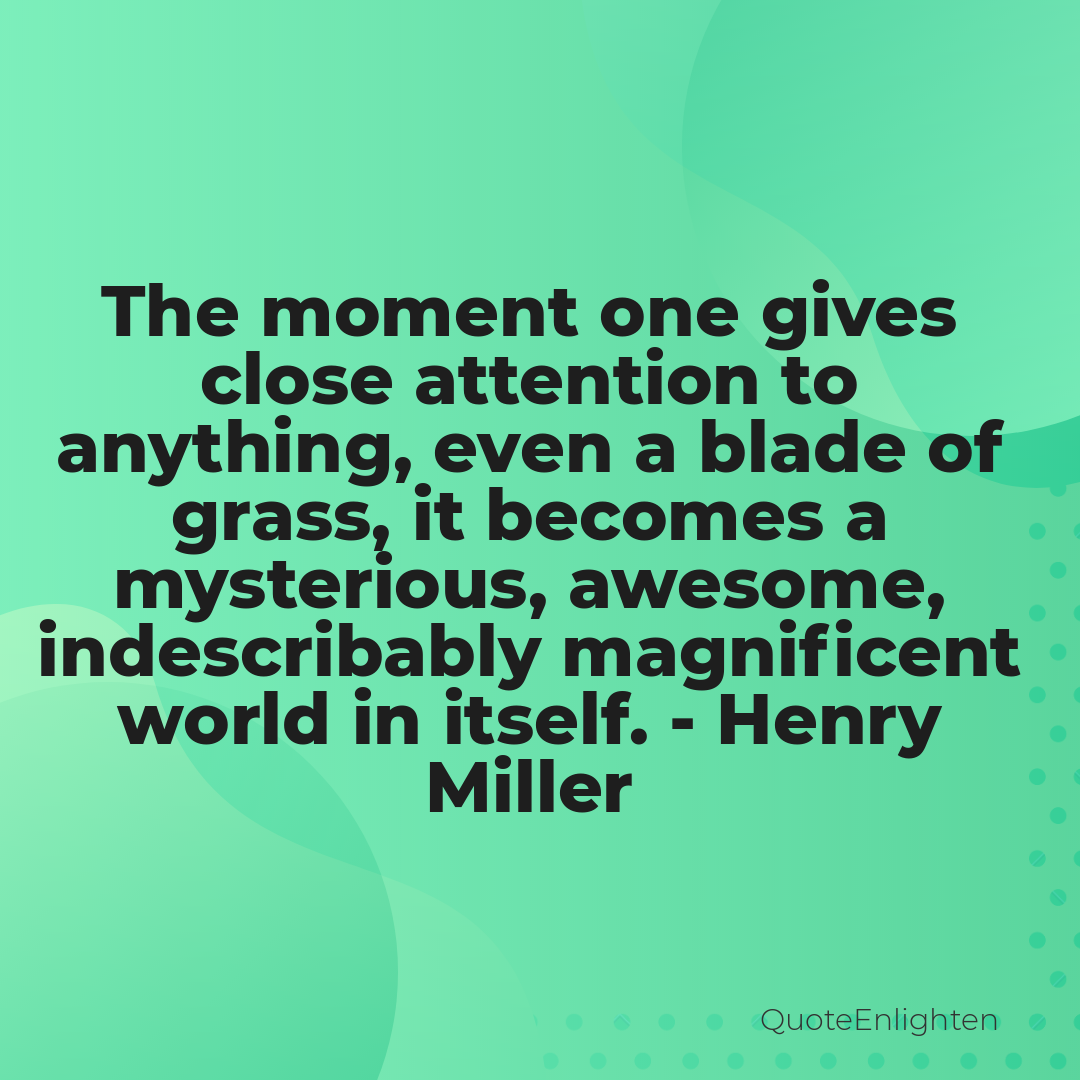 The moment one gives
close attention to
anything, even a blade of
grass, it becomes a
mysterious, awesome,
indescribably magnificent
world in itself. - Henry
Miller
QuoteEnlighten